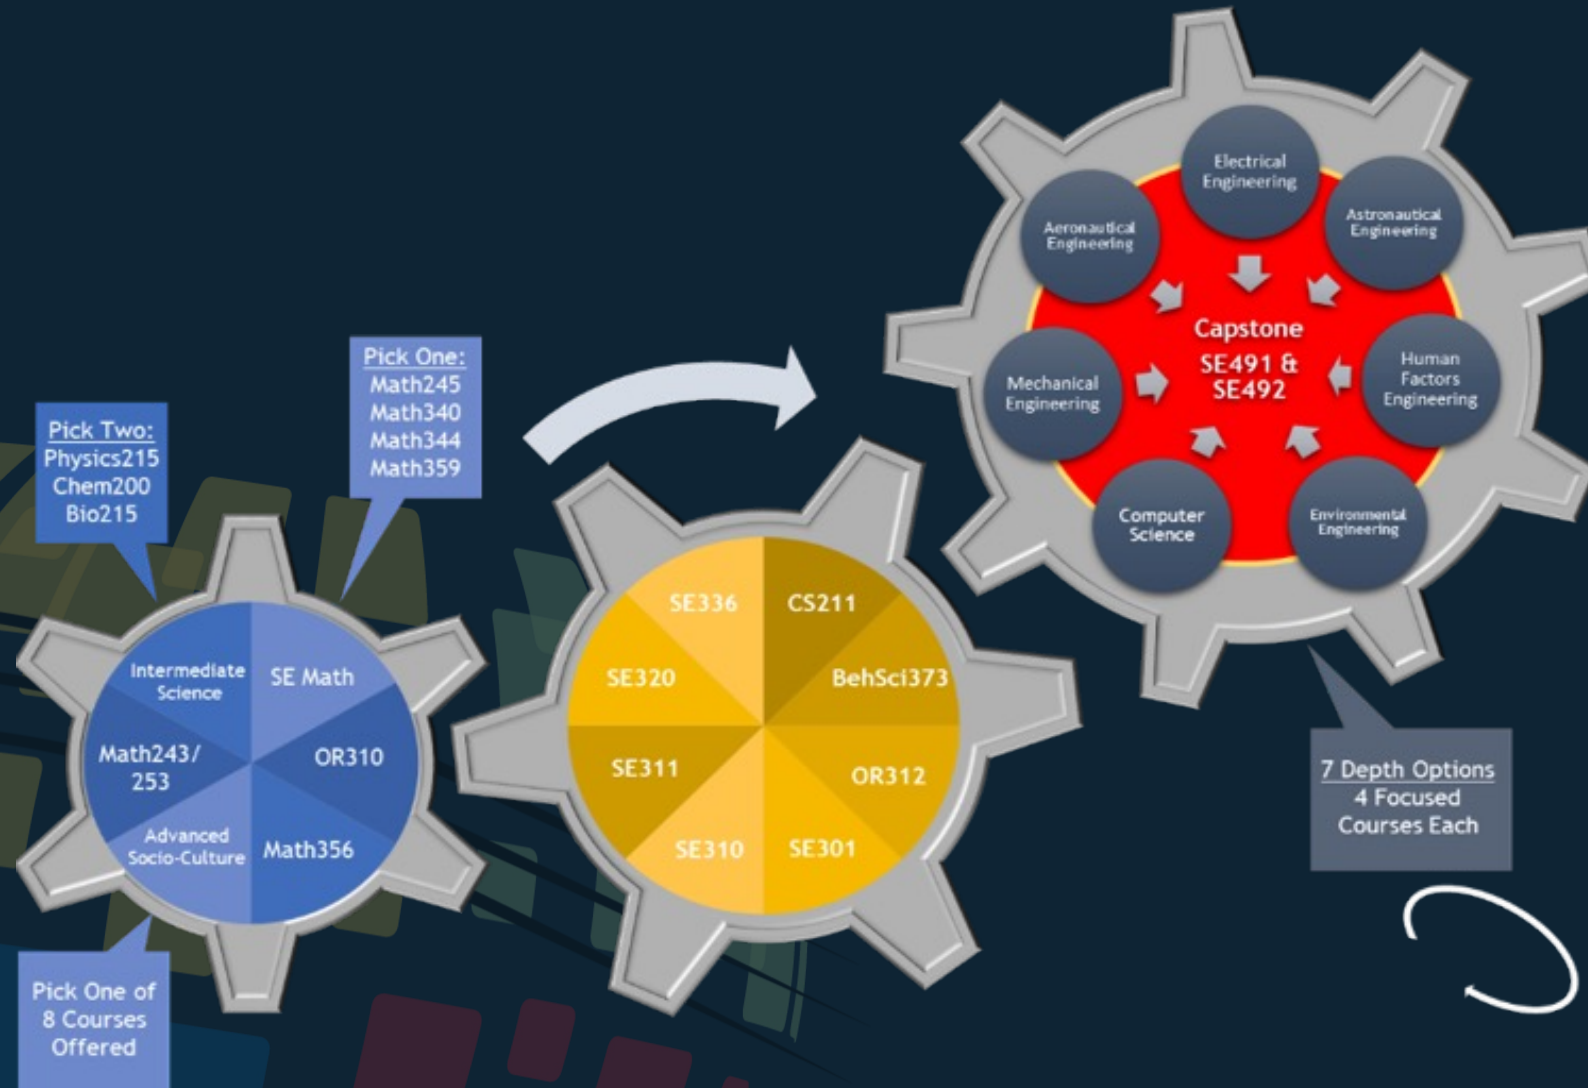 Pick Two:
Physics215
Chem200
Bio215
Pick One:
Math245
Math340
Math344
Math359
Intermediate
Science
SE Math
Math243/
253
OR310
Advanced
Socio-Culture
Math356
Pick One of
8 Courses
Offered
SE336
CS211
SE320
BehSci373
SE311
OR312
SE310
SE301
Electrical
Engineering
Aeronautical
Engineering
Astronautical
Engineering
Capstone
SE491 &
SE492
Mechanical
Engineering
Human
Factors
Engineering
Computer
Science
Environmental
Engineering
7 Depth Options
4 Focused
Courses Each